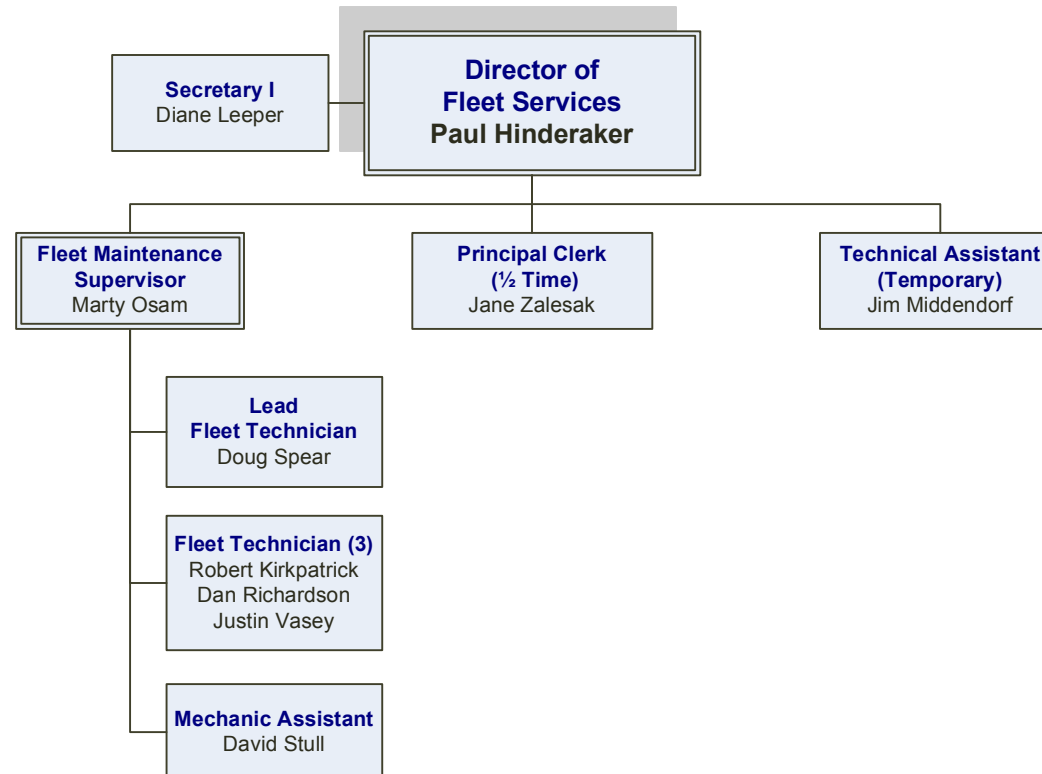 Secretary I
Diane Leeper
Director of
Fleet Services
Paul Hinderaker
Fleet Maintenance
Supervisor
Marty Osam
Principal Clerk
(½ Time)
Jane Zalesak
Technical Assistant
(Temporary)
Jim Middendorf
Lead
Fleet Technician
Doug Spear
Fleet Technician (3)
Robert Kirkpatrick
Dan Richardson
Justin Vasey
Mechanic Assistant
David Stull